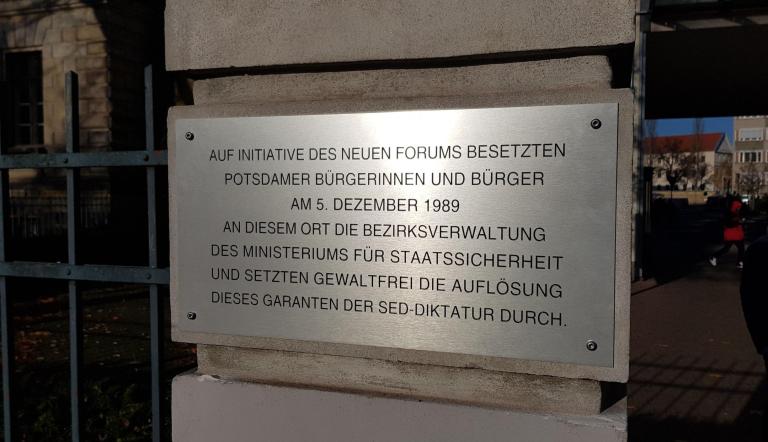 AUF INITIATIVE DES NEUEN FORUMS BESETZTEN
POTSDAMER BÜRGERINNEN UND BÜRGER
AM 5. DEZEMBER 1989
AN DIESEM ORT DIE BEZIRKSVERWALTUNG
DES MINISTERIUMS FÜR STAATSSICHERHEIT
UND SETZTEN GEWALTFREI DIE AUFLÖSUNG
DIESES GARANTEN DER SED-DIKTATUR DURCH.